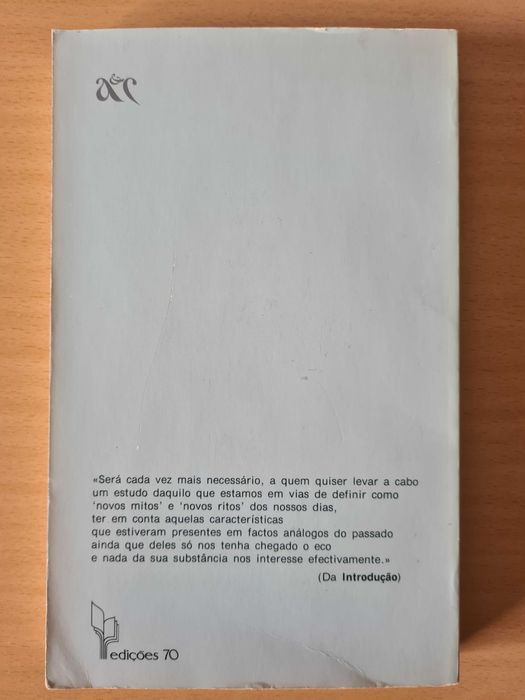 a&c
«Será cada vez mais necessário, a quem quiser levar a cabo
um estudo daquilo que estamos em vias de definir como
'novos mitos' e 'novos ritos' dos nossos dias,
ter em conta aquelas características
que estiveram presentes em factos análogos do passado
ainda que deles só nos tenha chegado o eco
e nada da sua substância nos interesse efectivamente.»
(Da Introdução)
edições 70